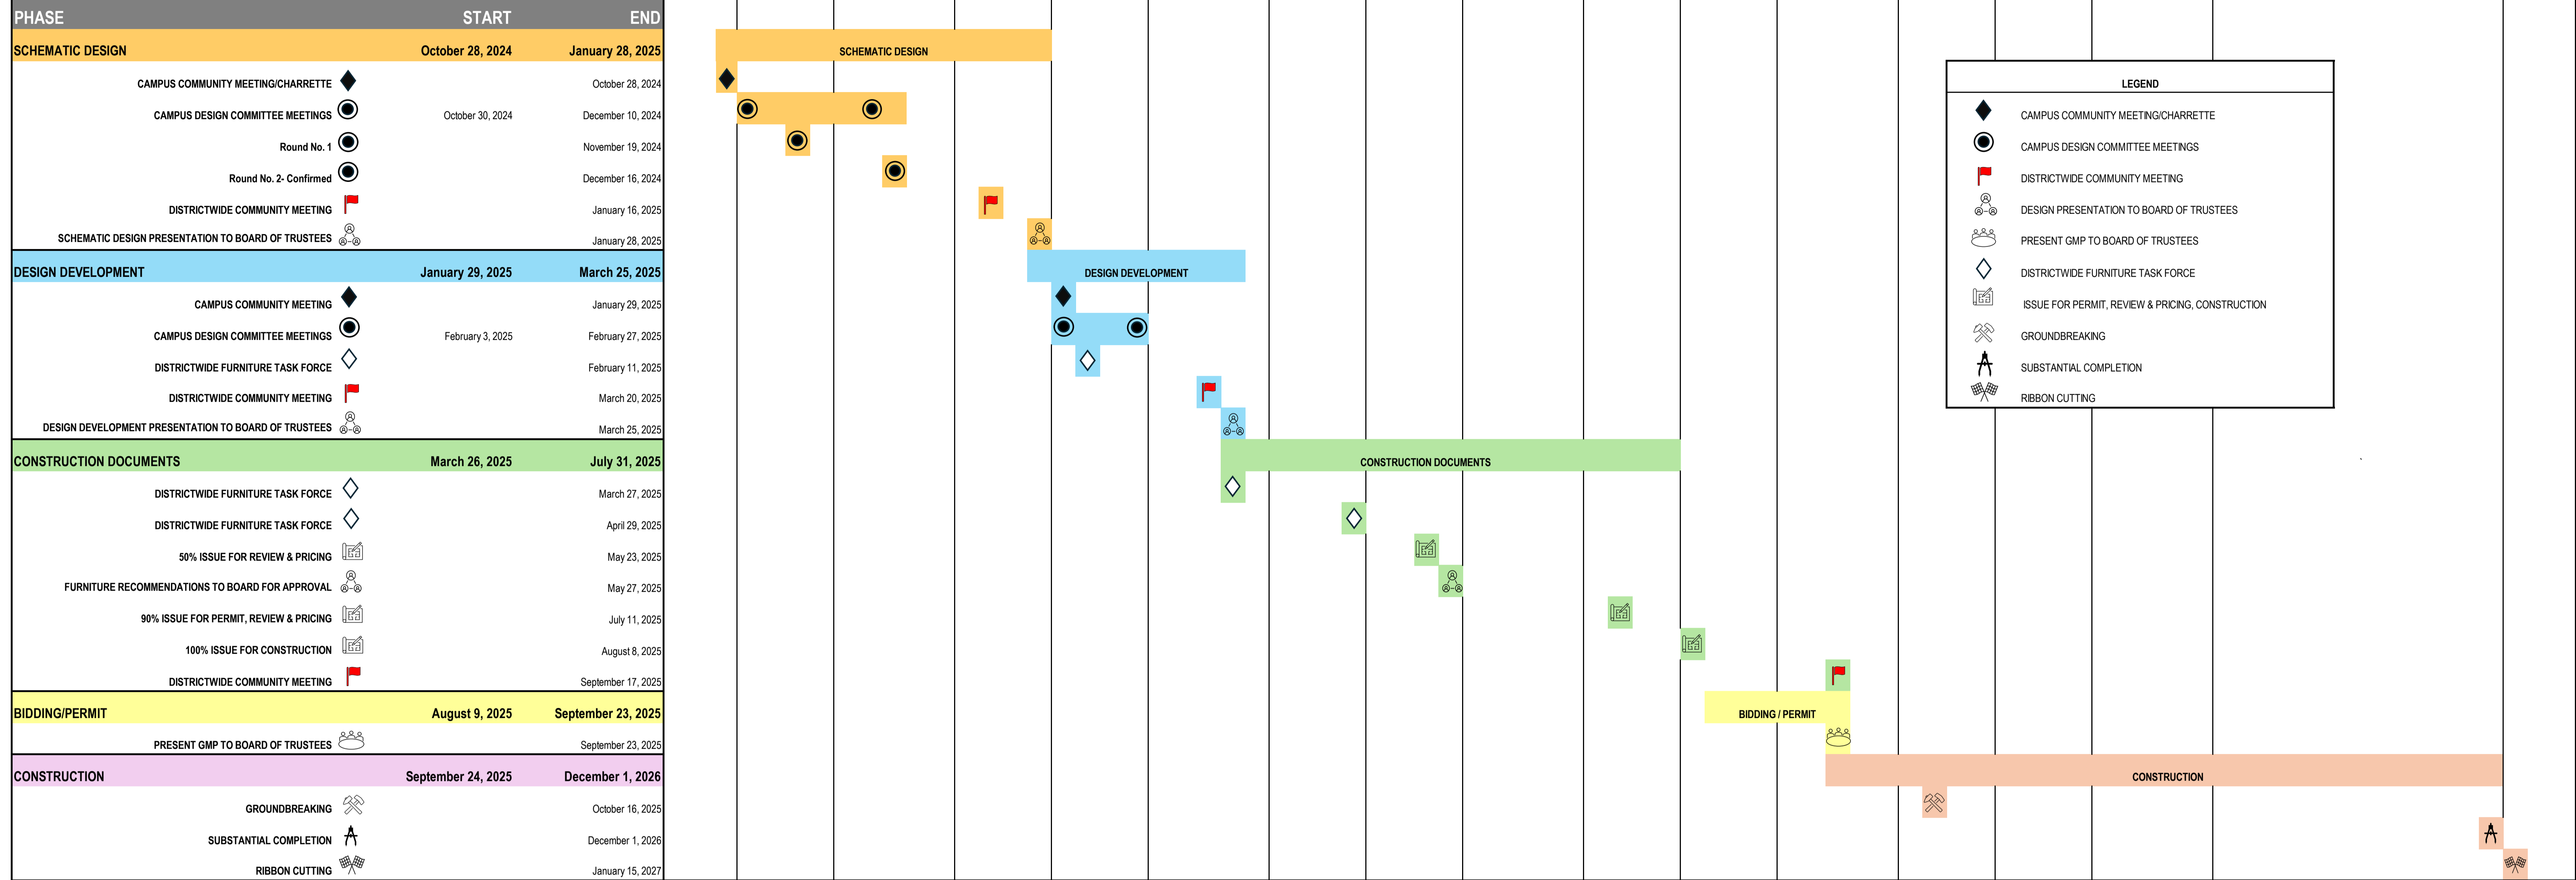 PHASE START END
SCHEMATIC DESIGN October 28, 2024 January 28, 2025 SCHEMATIC DESIGN
CAMPUS COMMUNITY MEETING/CHARRETTE October 28, 2024
CAMPUS DESIGN COMMITTEE MEETINGS October 30, 2024 December 10, 2024
Round No. 1 November 19, 2024
Round No. 2- Confirmed December 16, 2024
DISTRICTWIDE COMMUNITY MEETING January 16, 2025
SCHEMATIC DESIGN PRESENTATION TO BOARD OF TRUSTEES January 28, 2025
DESIGN DEVELOPMENT January 29, 2025 March 25, 2025 DESIGN DEVELOPMENT
CAMPUS COMMUNITY MEETING January 29, 2025
CAMPUS DESIGN COMMITTEE MEETINGS February 3, 2025 February 27, 2025
DISTRICTWIDE FURNITURE TASK FORCE February 11, 2025
DISTRICTWIDE COMMUNITY MEETING March 20, 2025
DESIGN DEVELOPMENT PRESENTATION TO BOARD OF TRUSTEES March 25, 2025
CONSTRUCTION DOCUMENTS March 26, 2025 July 31, 2025 CONSTRUCTION DOCUMENTS
DISTRICTWIDE FURNITURE TASK FORCE March 27, 2025
DISTRICTWIDE FURNITURE TASK FORCE April 29, 2025
50% ISSUE FOR REVIEW & PRICING May 23, 2025
FURNITURE RECOMMENDATIONS TO BOARD FOR APPROVAL May 27, 2025
90% ISSUE FOR PERMIT, REVIEW & PRICING July 11, 2025
100% ISSUE FOR CONSTRUCTION August 8, 2025
DISTRICTWIDE COMMUNITY MEETING September 17, 2025
BIDDING/PERMIT August 9, 2025 September 23, 2025 BIDDING / PERMIT
PRESENT GMP TO BOARD OF TRUSTEES September 23, 2025
CONSTRUCTION September 24, 2025 December 1, 2026 CONSTRUCTION
GROUNDBREAKING October 16, 2025
SUBSTANTIAL COMPLETION December 1, 2026
RIBBON CUTTING January 15, 2027
LEGEND
CAMPUS COMMUNITY MEETING/CHARRETTE
CAMPUS DESIGN COMMITTEE MEETINGS
DISTRICTWIDE COMMUNITY MEETING
DESIGN PRESENTATION TO BOARD OF TRUSTEES
PRESENT GMP TO BOARD OF TRUSTEES
DISTRICTWIDE FURNITURE TASK FORCE
ISSUE FOR PERMIT, REVIEW & PRICING, CONSTRUCTION
GROUNDBREAKING
SUBSTANTIAL COMPLETION
RIBBON CUTTING